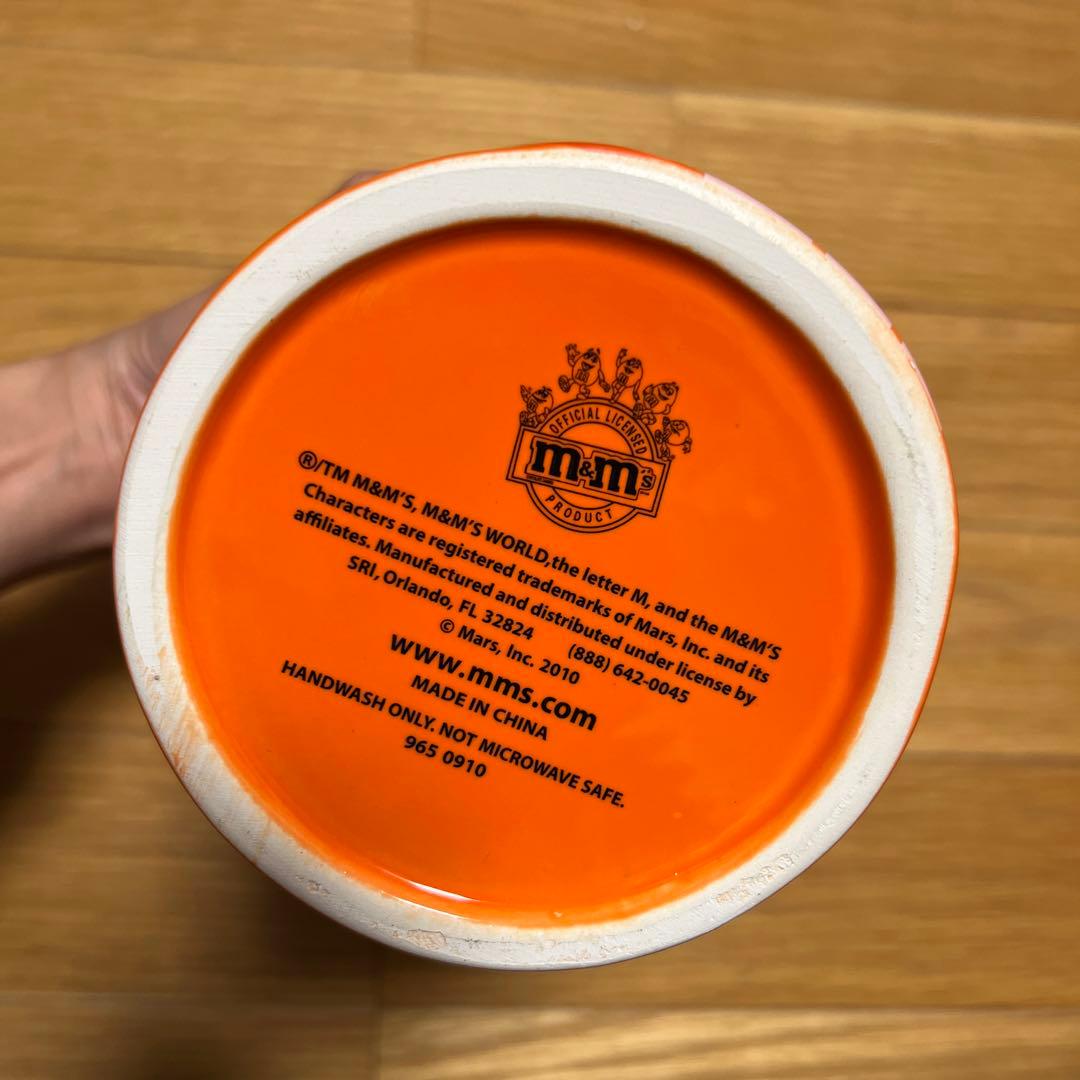 OFFICIAL LICENSED
m&m's
PRODUCT
®/TM M&M'S, M&M'S WORLD,the letter M, and the M&M'S
Characters are registered trademarks of Mars, Inc. and its
affiliates. Manufactured and distributed under license by
SRI, Orlando, FL 32824 (888) 642-0045
© Mars, Inc. 2010
www.mms.com
MADE IN CHINA
HANDWASH ONLY. NOT MICROWAVE SAFE.
965 0910